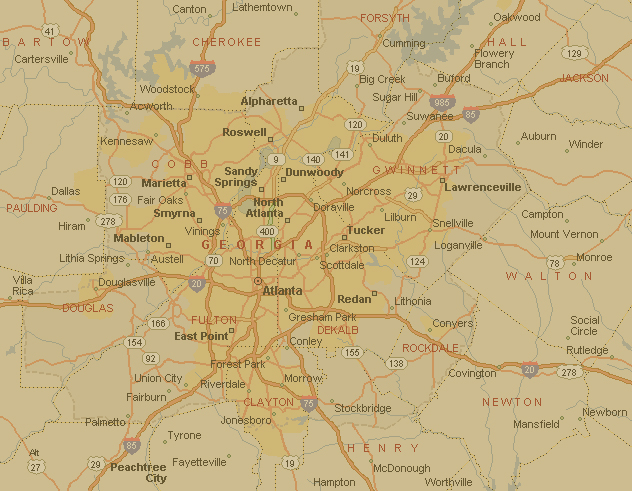 Canton
Lathemtown
FORSYTH
Oakwood
41
BARTOW
CHEROKEE
Cumming
HALL
Cartersville
Flowery
Branch
129
575
19
Big Creek
Buford
JACKSON
Woodstock
Acworth
Alpharetta
Sugar Hill
985
85
Suwanee
Kennesaw
Roswell
120
Duluth
20
Auburn
Dacula
Winder
COBB
9
140
141
Sandy
Springs
Dunwoody
GWINNETT
120
Marietta
Dallas
176
Fair Oaks
North
Atlanta
Norcross
29
Lawrenceville
PAULDING
278
Smyrna
75
Doraville
Lilburn
Campton
Hiram
Vinings
400
Tucker
Snellville
Mount Vernon
Mableton
GEORGIA
Clarkston
Loganville
Lithia Springs
Austell
70
North Decatur
Scottdale
124
78
Monroe
WALTON
Villa
Rica
Douglasville
20
Atlanta
Redan
Lithonia
DOUGLAS
166
FULTON
Gresham Park
DEKALB
Conyers
Social
Circle
154
East Point
Conley
155
ROCKDALE
Rutledge
92
Forest Park
138
Covington
20
278
Union City
Riverdale
Morrow
Fairburn
CLAYTON
75
Stockbridge
NEWTON
Newborn
Palmetto
Jonesboro
Mansfield
Tyrone
85
HENRY
Alt
27
29
Peachtree
City
Fayetteville
19
McDonough
Hampton
Worthville